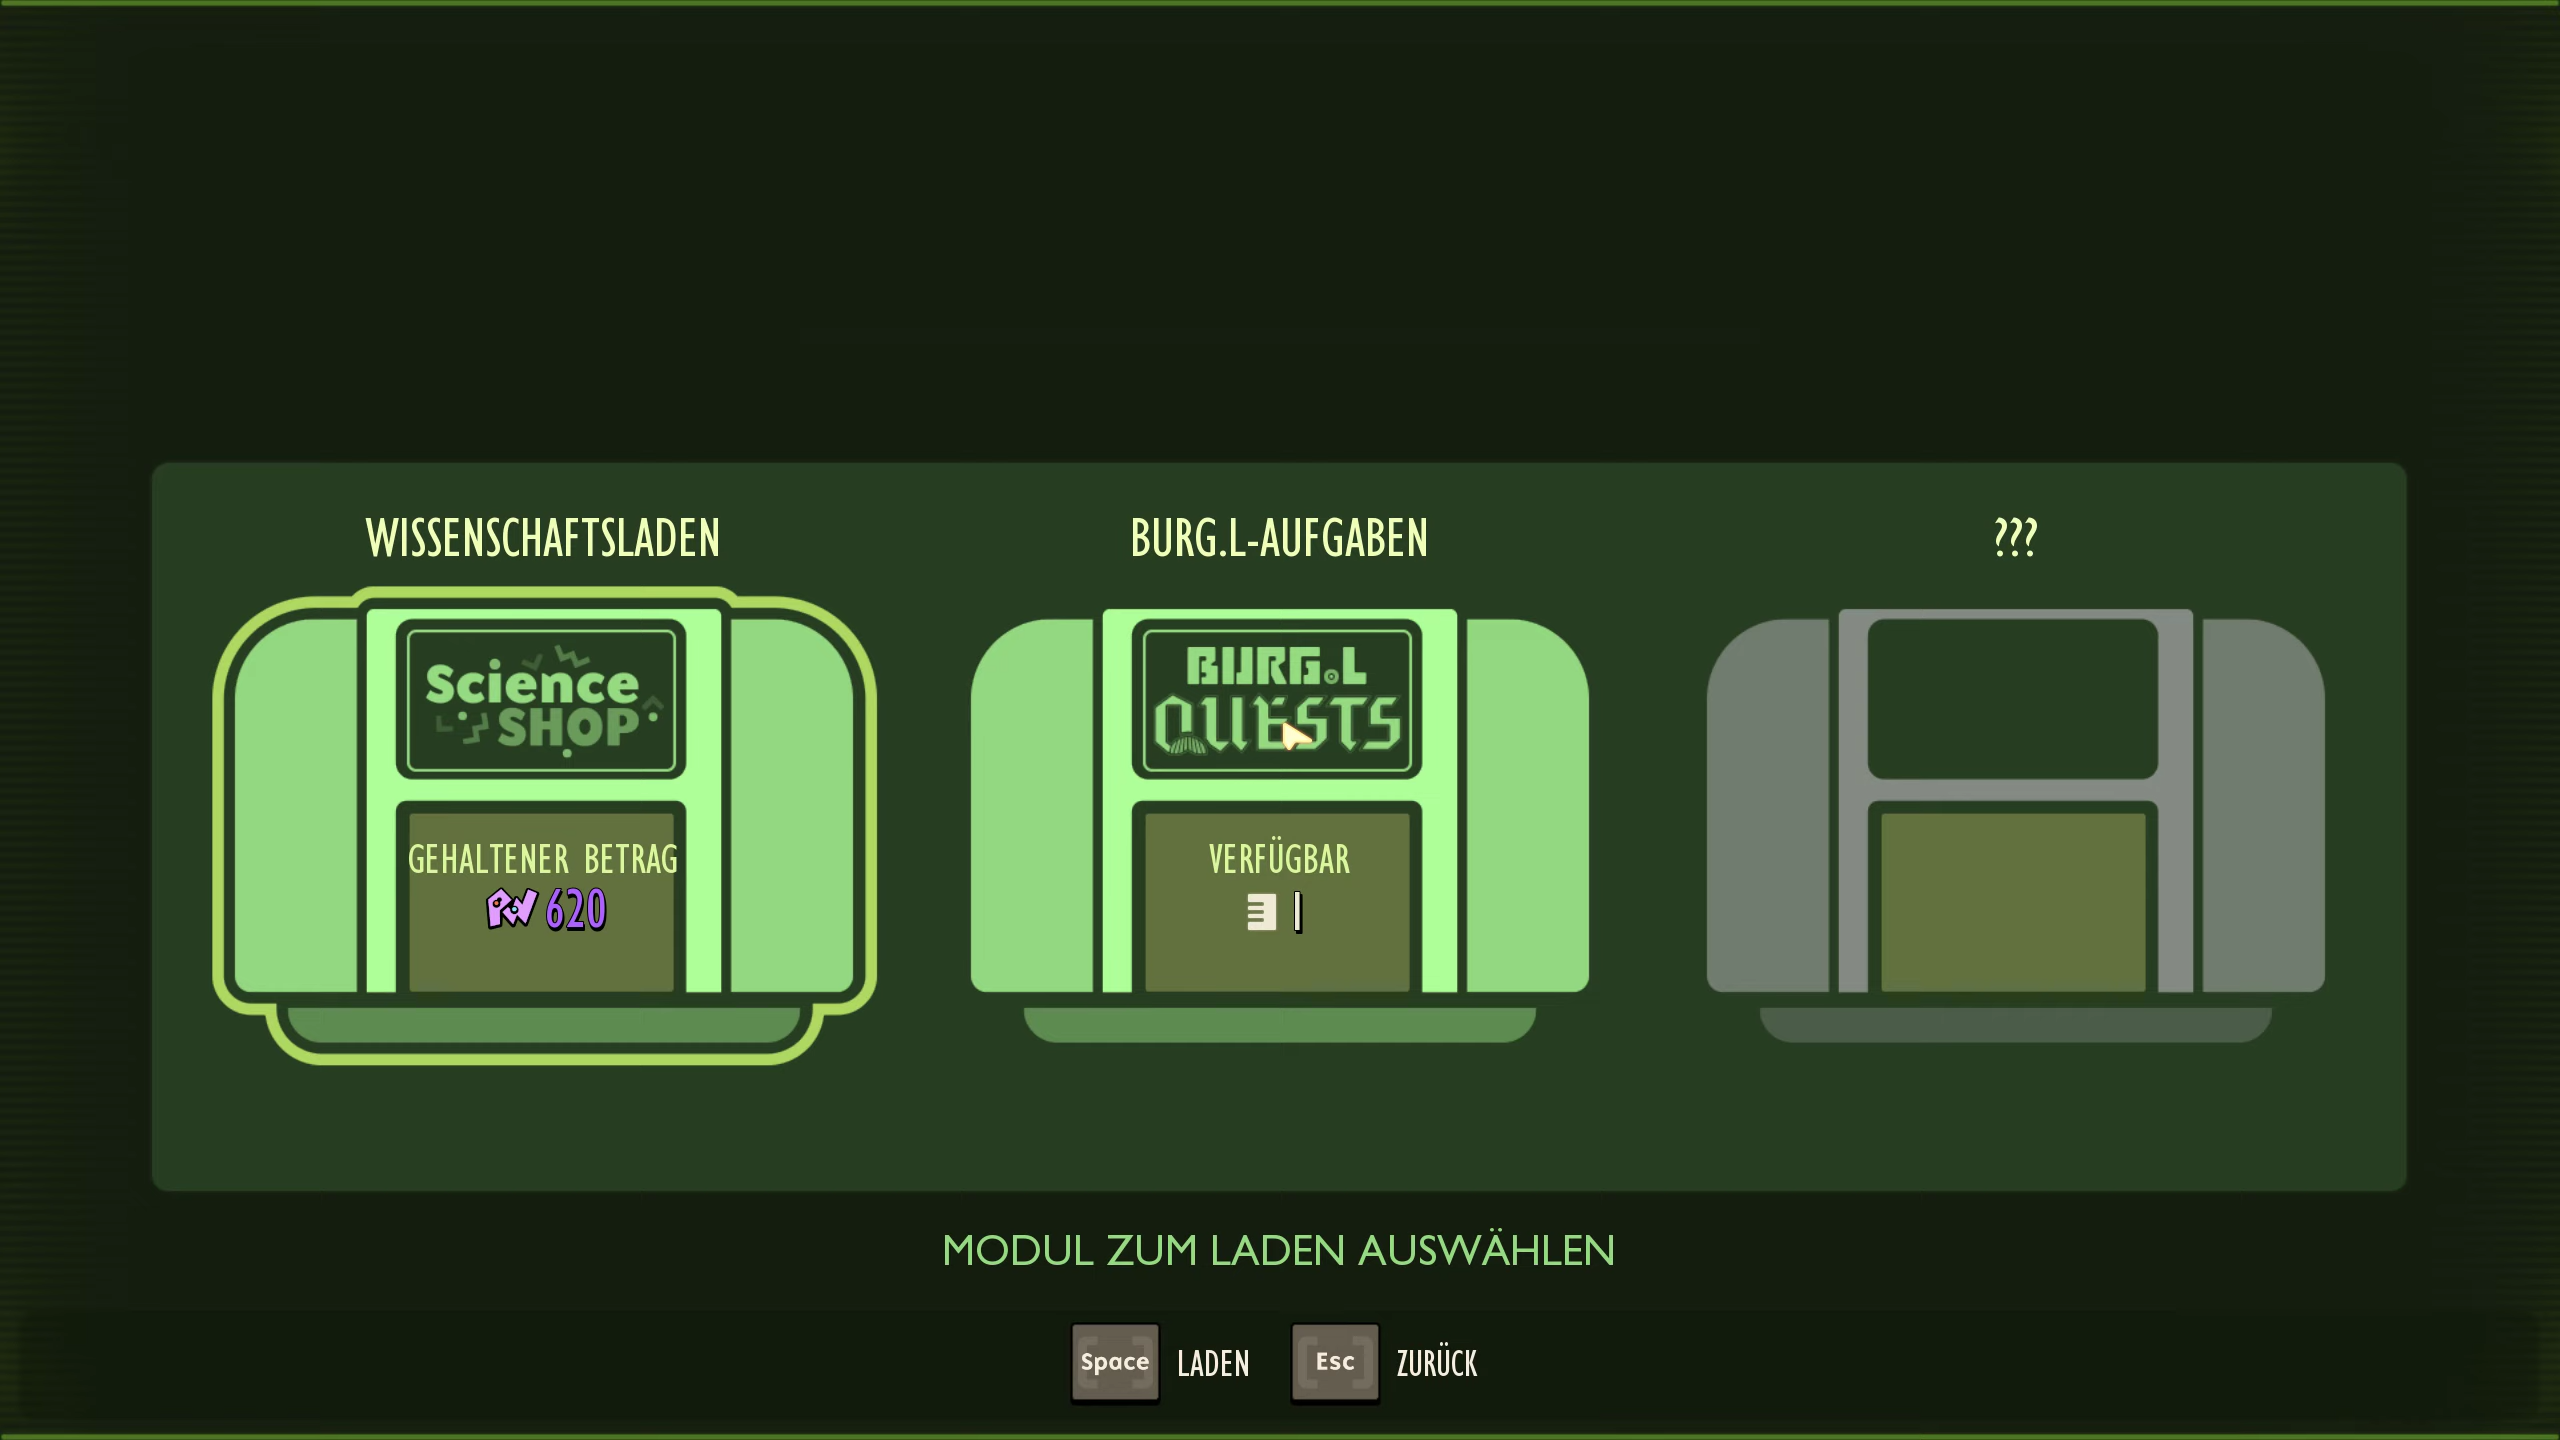 WISSENSCHAFTSLADEN
BURG.L-AUFGABEN
???
Science
SHOP
BURG.L
QUESTS
GEHALTENER BETRAG
RW 620
VERFÜGBAR
1
MODUL ZUM LADEN AUSWÄHLEN
Space LADEN Esc ZURÜCK